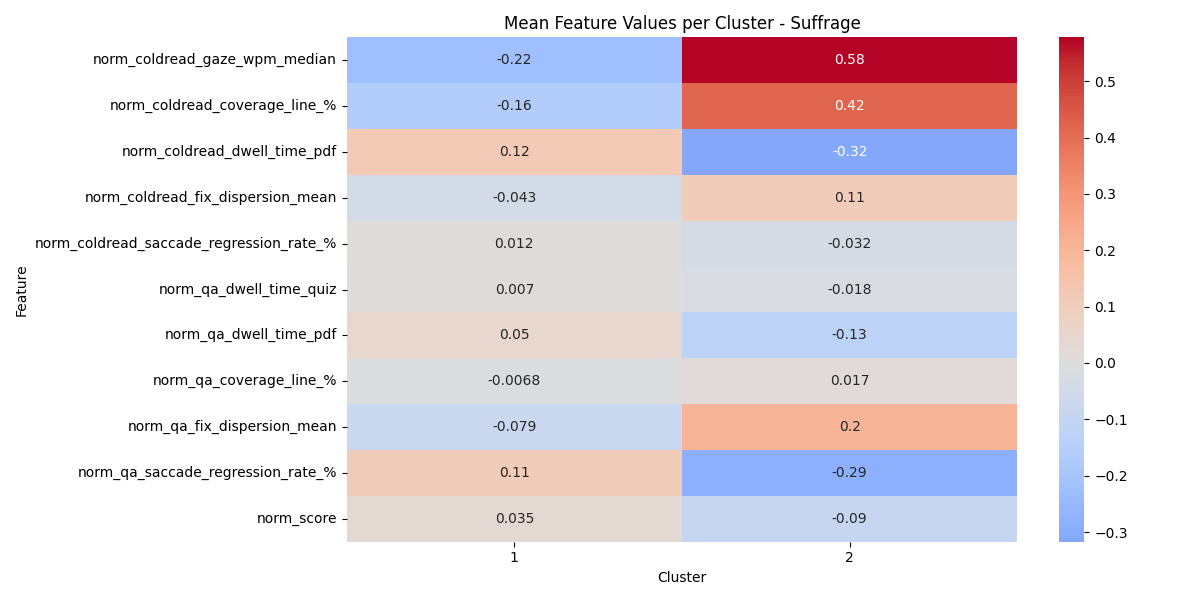 Mean Feature Values per Cluster - Suffrage
norm_coldread_gaze_wpm_median -0.22 0.58
norm_coldread_coverage_line_% -0.16 0.42
norm_coldread_dwell_time_pdf 0.12 -0.32
norm_coldread_fix_dispersion_mean -0.043 0.11
norm_coldread_saccade_regression_rate_% 0.012 -0.032
norm_qa_dwell_time_quiz 0.007 -0.018
norm_qa_dwell_time_pdf 0.05 -0.13
norm_qa_coverage_line_% -0.0068 0.017
norm_qa_fix_dispersion_mean -0.079 0.2
norm_qa_saccade_regression_rate_% 0.11 -0.29
norm_score 0.035 -0.09
1 2
Cluster
Feature
0.5
0.4
0.3
0.2
0.1
0.0
−0.1
−0.2
−0.3